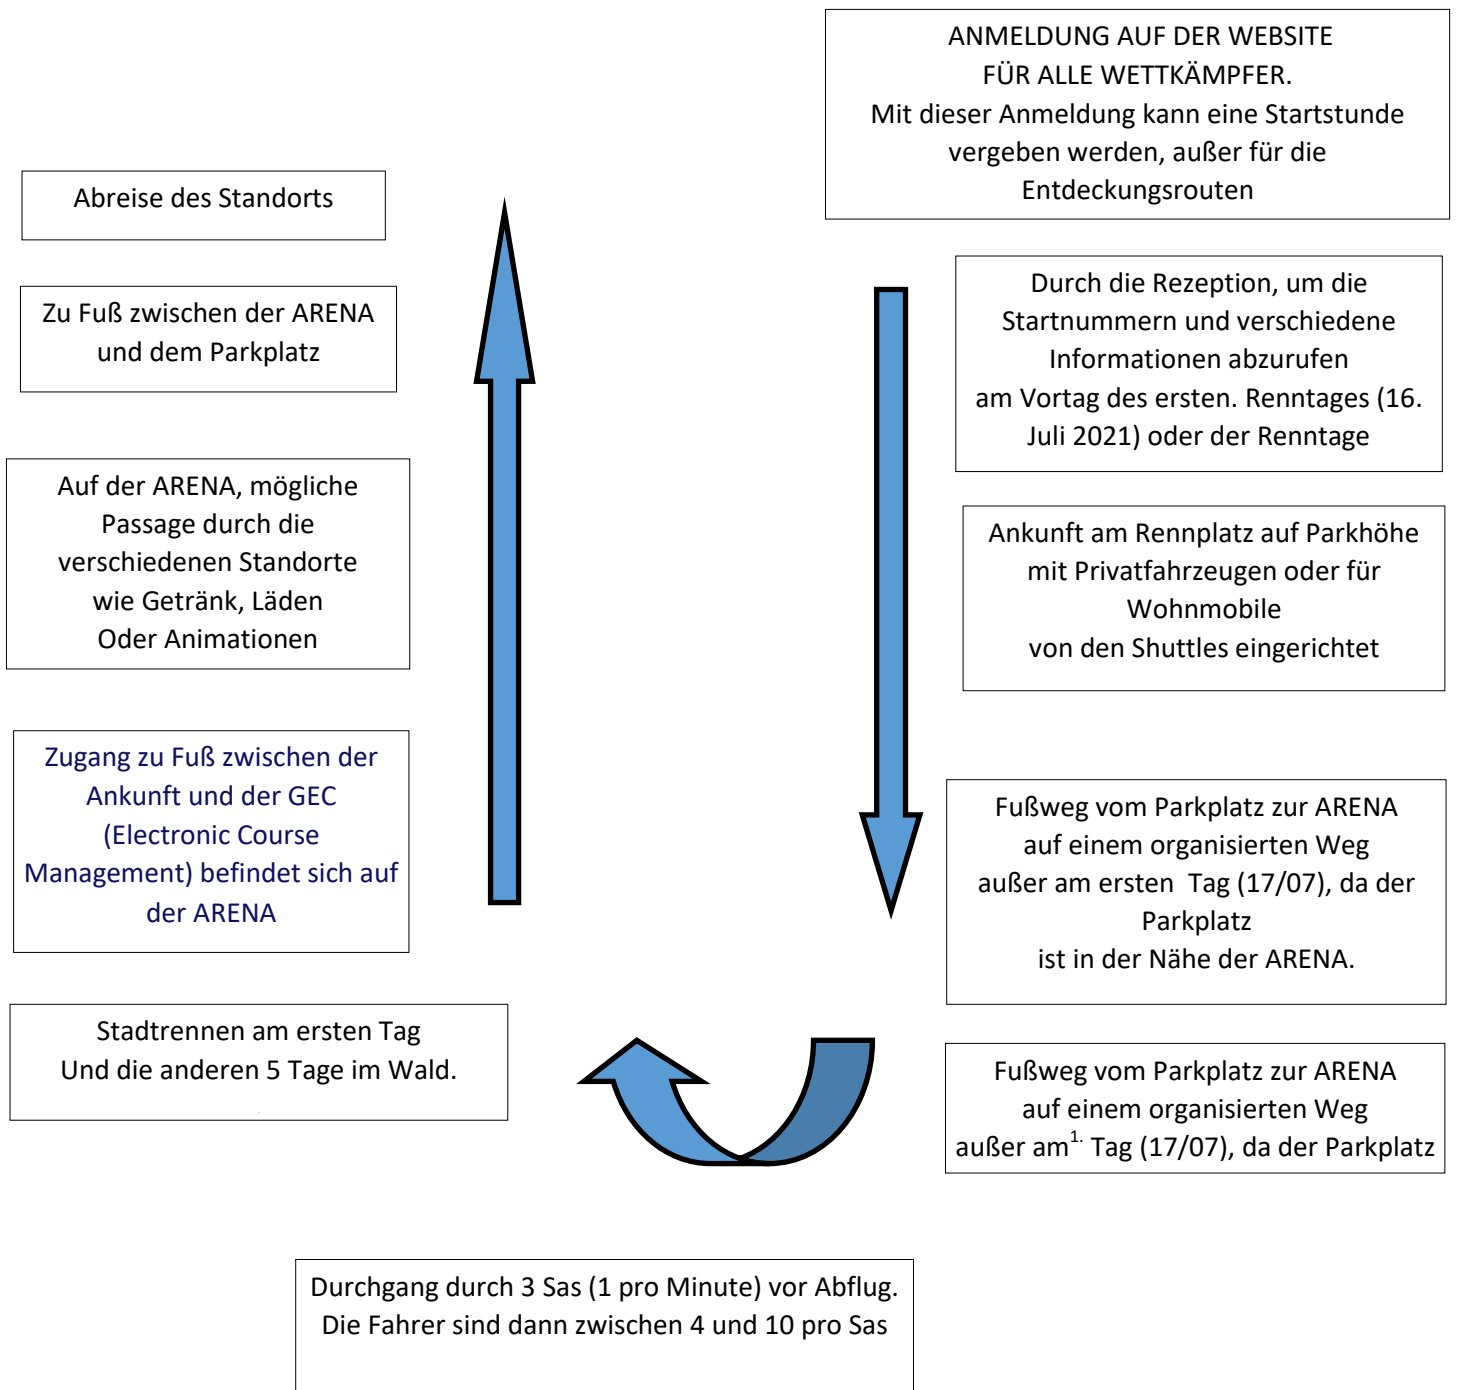 ANMELDUNG AUF DER WEBSITE
FÜR ALLE WETTKÄMPFER.
Mit dieser Anmeldung kann eine Startstunde
vergeben werden, außer für die
Entdeckungsrouten
Durch die Rezeption, um die
Startnummern und verschiedene
Informationen abzurufen
am Vortag des ersten. Renntages (16.
Juli 2021) oder der Renntage
Ankunft am Rennplatz auf Parkhöhe
mit Privatfahrzeugen oder für
Wohnmobile
von den Shuttles eingerichtet
Fußweg vom Parkplatz zur ARENA
auf einem organisierten Weg
außer am ersten Tag (17/07), da der
Parkplatz
ist in der Nähe der ARENA.
Fußweg vom Parkplatz zur ARENA
auf einem organisierten Weg
außer am 1. Tag (17/07), da der Parkplatz
Durchgang durch 3 Sas (1 pro Minute) vor Abflug.
Die Fahrer sind dann zwischen 4 und 10 pro Sas
Stadtrennen am ersten Tag
Und die anderen 5 Tage im Wald.
Zugang zu Fuß zwischen der
Ankunft und der GEC
(Electronic Course
Management) befindet sich auf
der ARENA
Auf der ARENA, mögliche
Passage durch die
verschiedenen Standorte
wie Getränk, Läden
Oder Animationen
Zu Fuß zwischen der ARENA
und dem Parkplatz
Abreise des Standorts